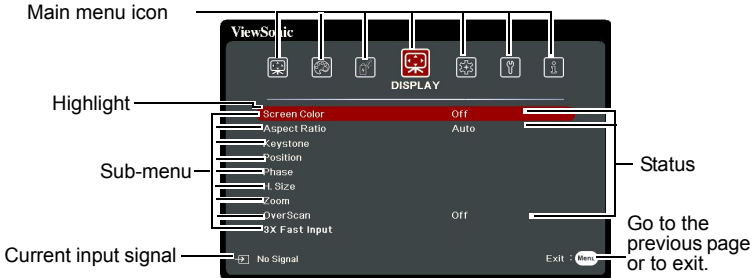 Main menu icon
ViewSonic
DISPLAY
Highlight
Screen Color Off
Aspect Ratio Auto
Keystone
Position
Sub-menu
Phase
Status
H. Size
Zoom
OverScan Off
3X Fast Input
Go to the
previous page
or to exit.
Current input signal
No Signal
Exit : Menu